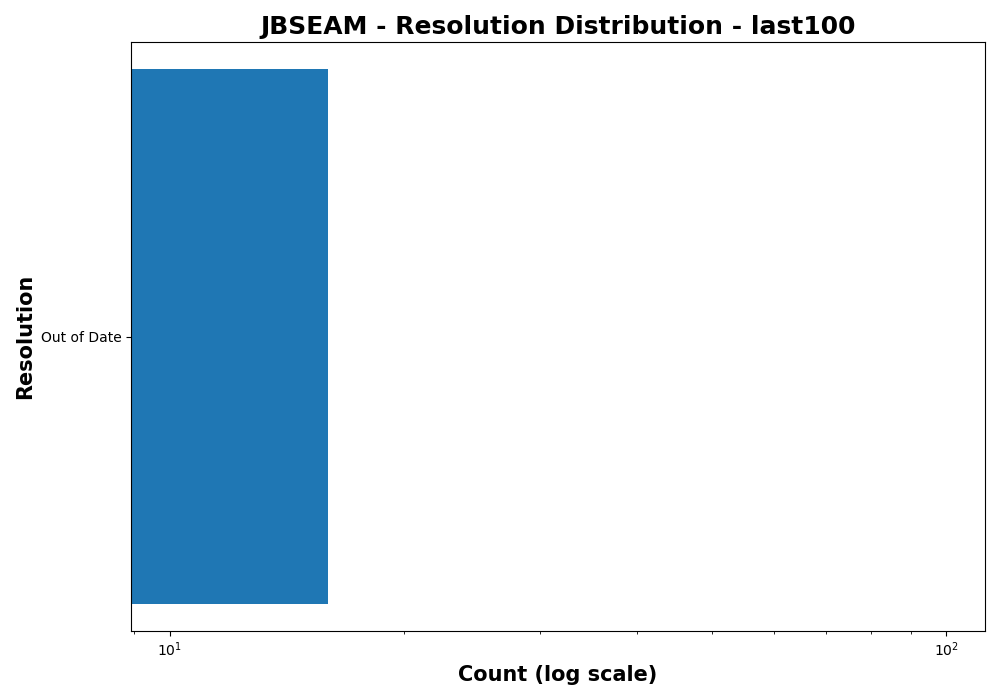 JBSEAM - Resolution Distribution - last100
Resolution
Out of Date
10¹
10²
Count (log scale)